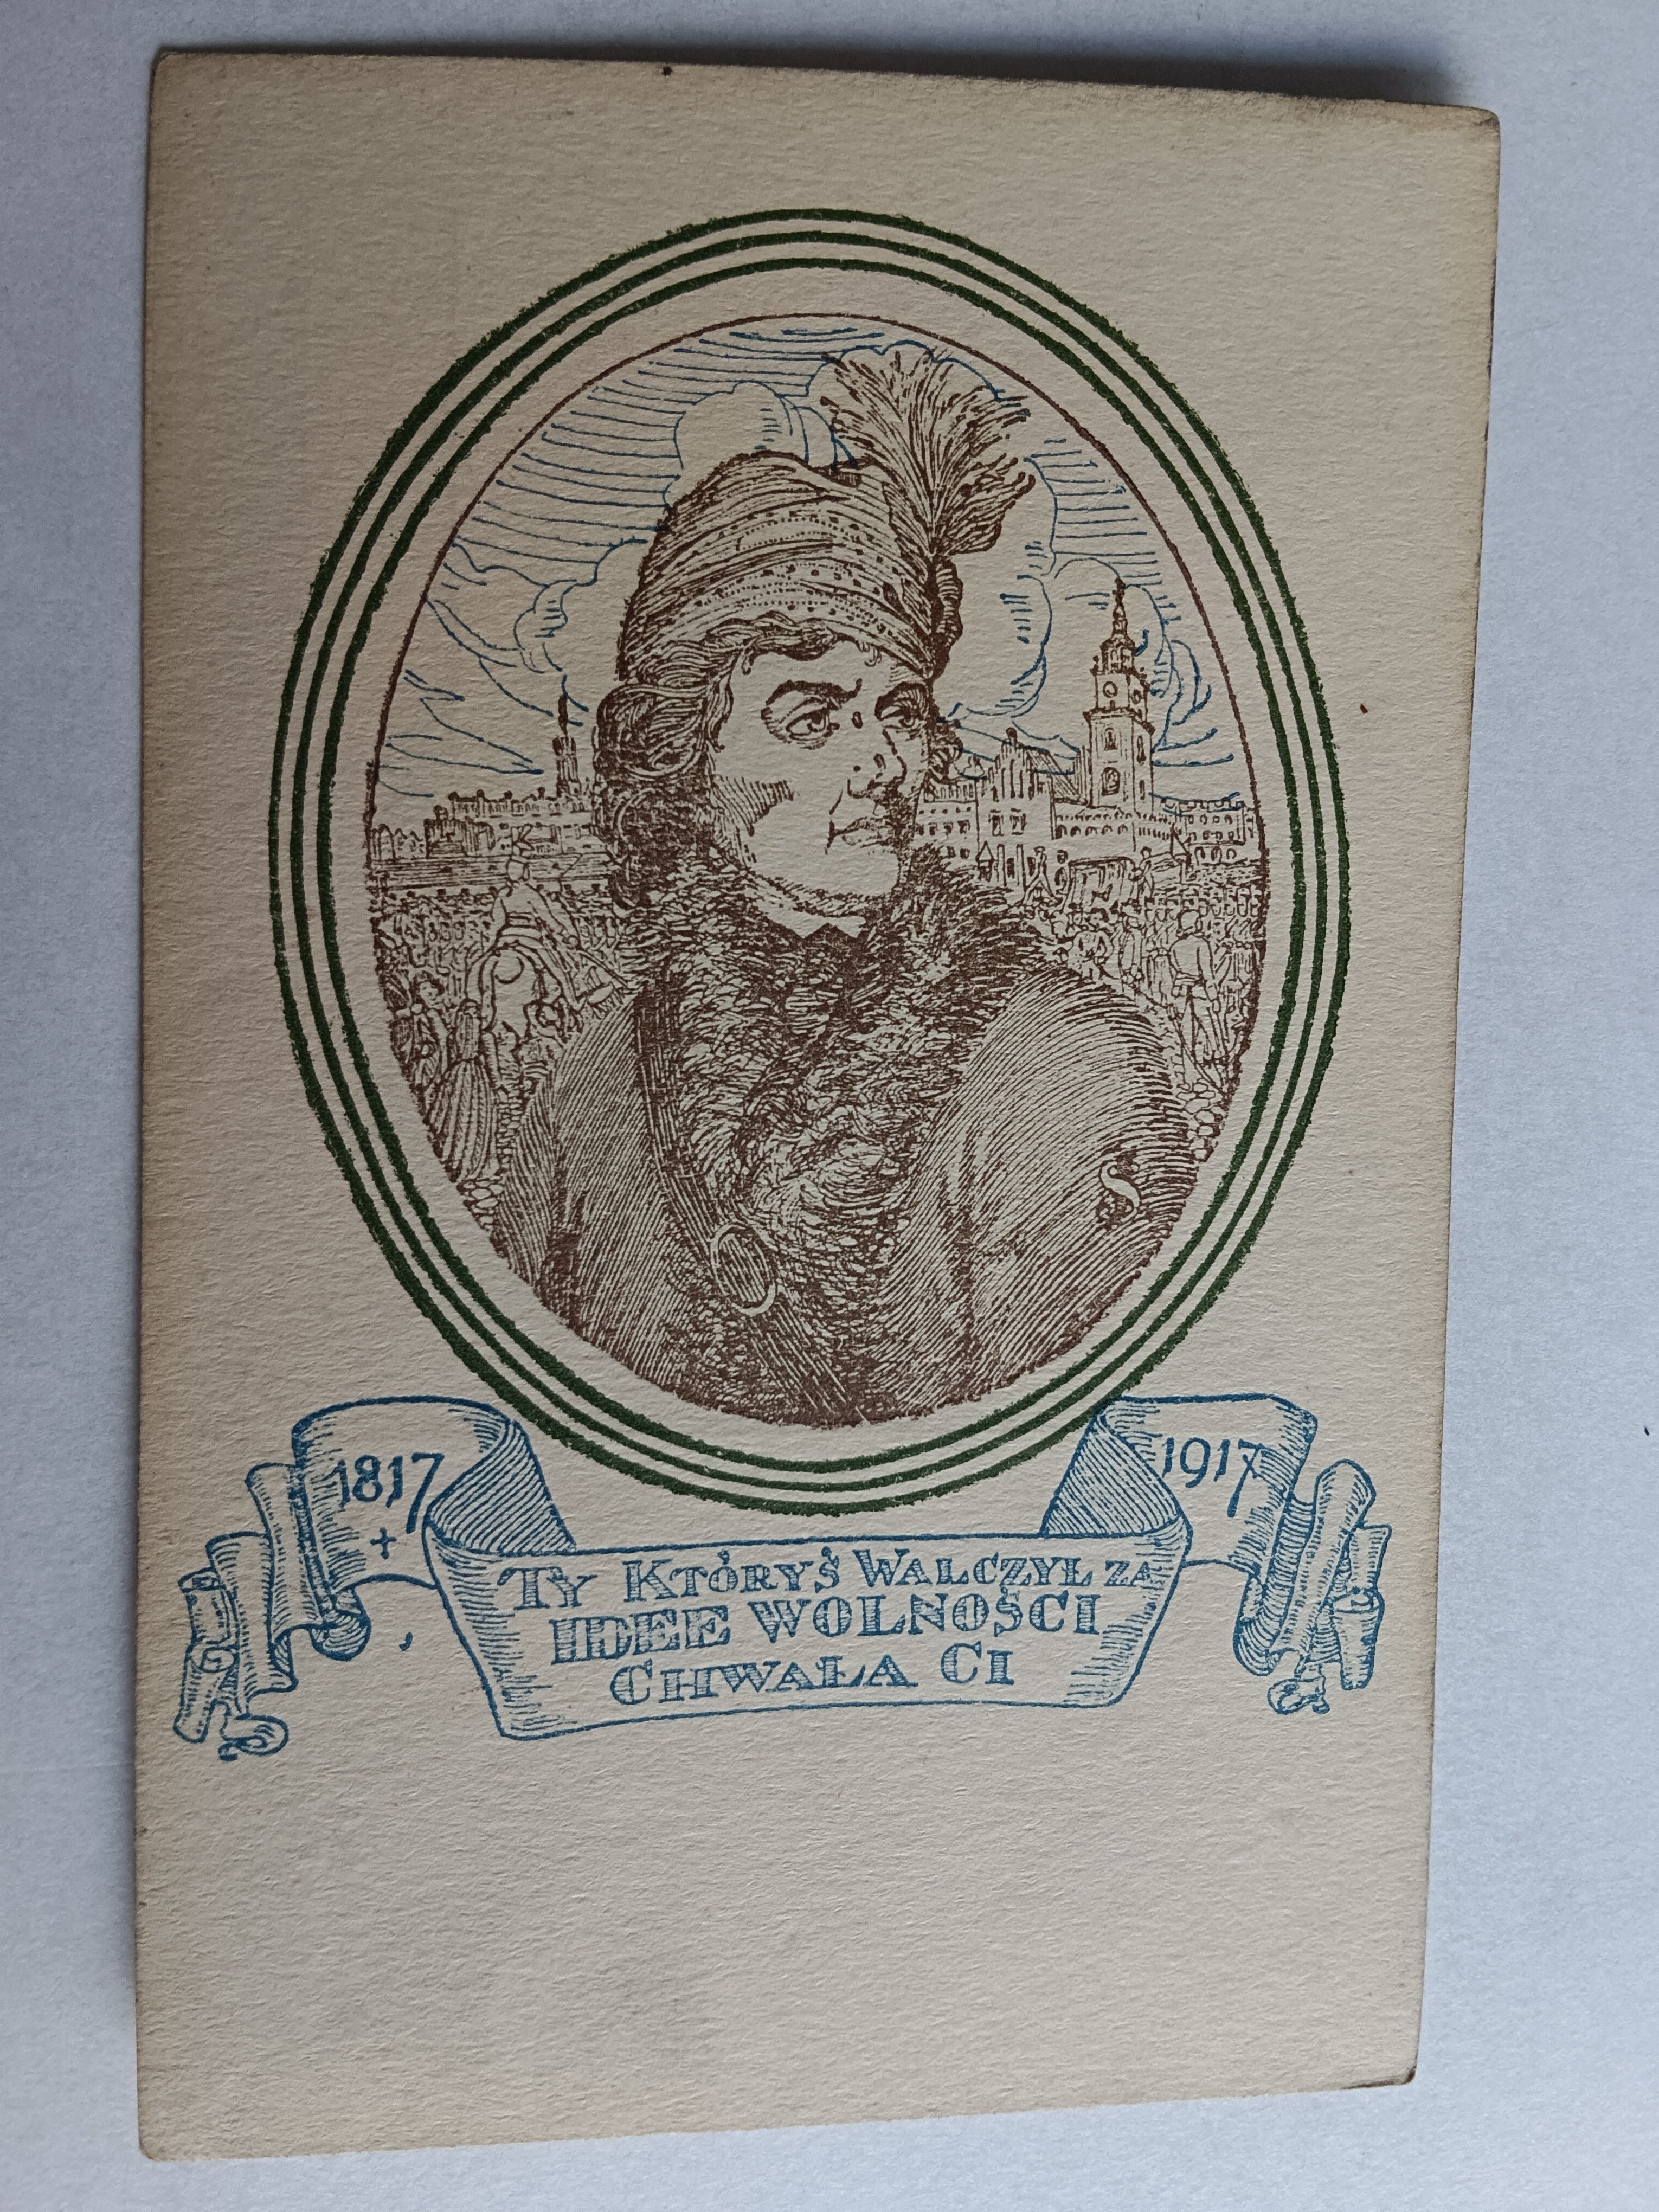 S
1817 1917
+
TY KTÓRYŚ WALCZYŁ ZA
IDEE WOLNOŚCI
CHWAŁA CI